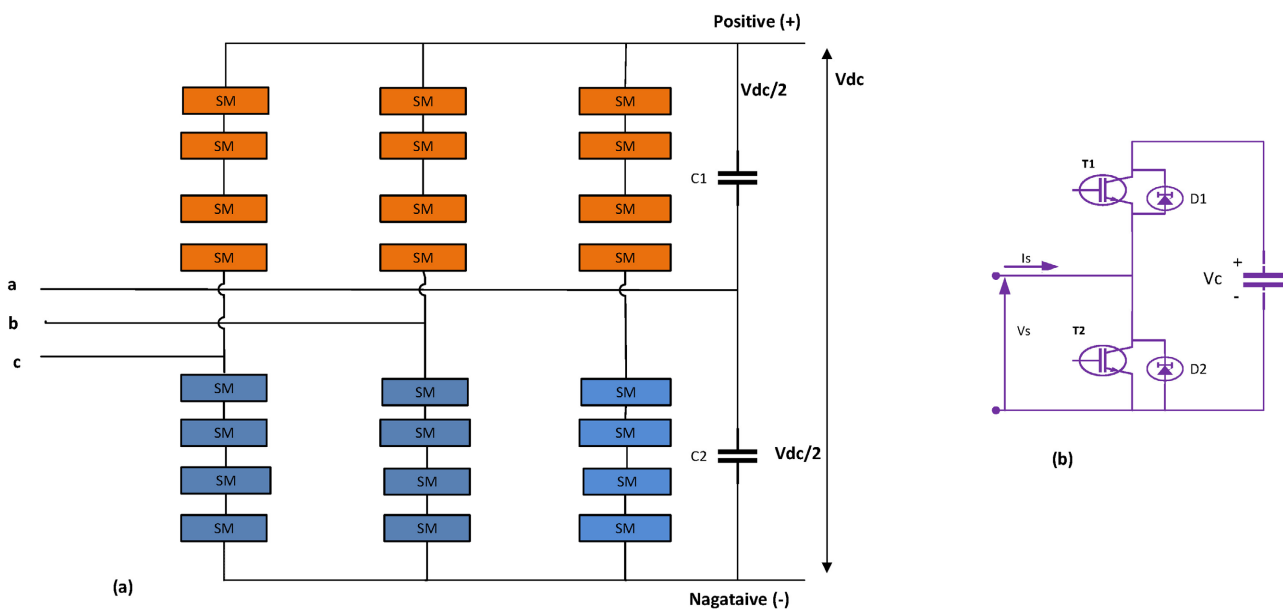 Positive (+)
Vdc/2
Vdc
SM SM SM
SM SM SM
C1
SM SM SM
SM SM SM
a
b
c
SM SM SM
SM SM SM
C2
Vdc/2
SM SM SM
SM SM SM
(a)
Nagataive (-)
T1
D1
Is
+
Vc
-
Vs
T2
D2
(b)